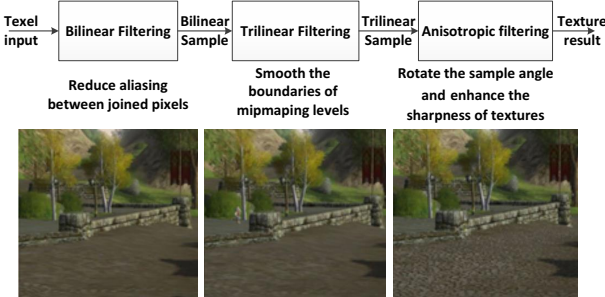 Texel
input
Bilinear Filtering
Bilinear
Sample
Trilinear Filtering
Trilinear
Sample
Anisotropic filtering
Texture
result
Reduce aliasing
between joined pixels
Smooth the
boundaries of
mipmaping levels
Rotate the sample angle
and enhance the
sharpness of textures